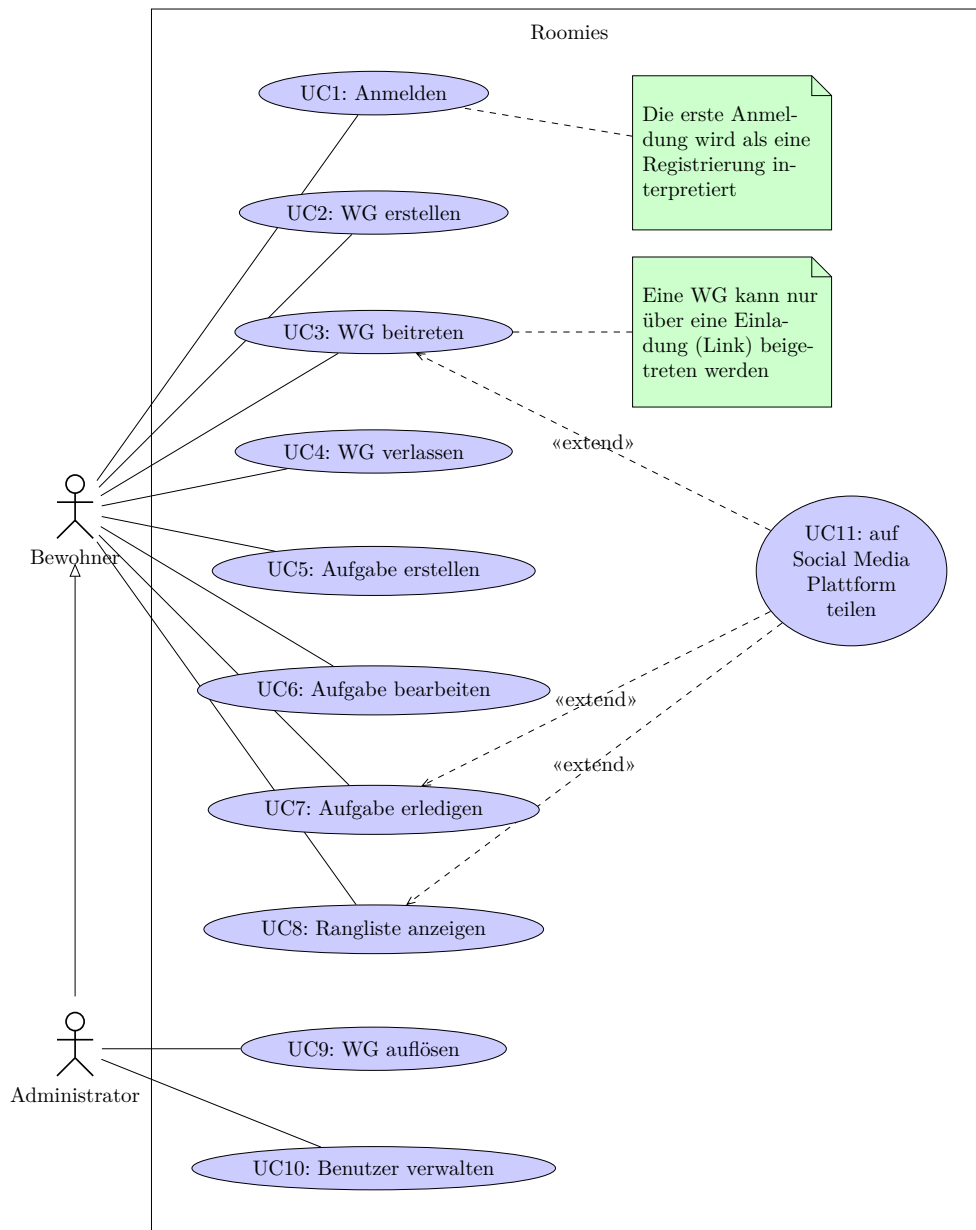 Roomies
UC1: Anmelden
Die erste Anmel-
dung wird als eine
Registrierung in-
terpretiert
UC2: WG erstellen
Eine WG kann nur
über eine Einla-
dung (Link) beige-
treten werden
UC3: WG beitreten
«extend»
UC4: WG verlassen
Bewohner
UC11: auf
Social Media
Plattform
teilen
UC5: Aufgabe erstellen
UC6: Aufgabe bearbeiten
«extend»
«extend»
UC7: Aufgabe erledigen
UC8: Rangliste anzeigen
UC9: WG auflösen
Administrator
UC10: Benutzer verwalten